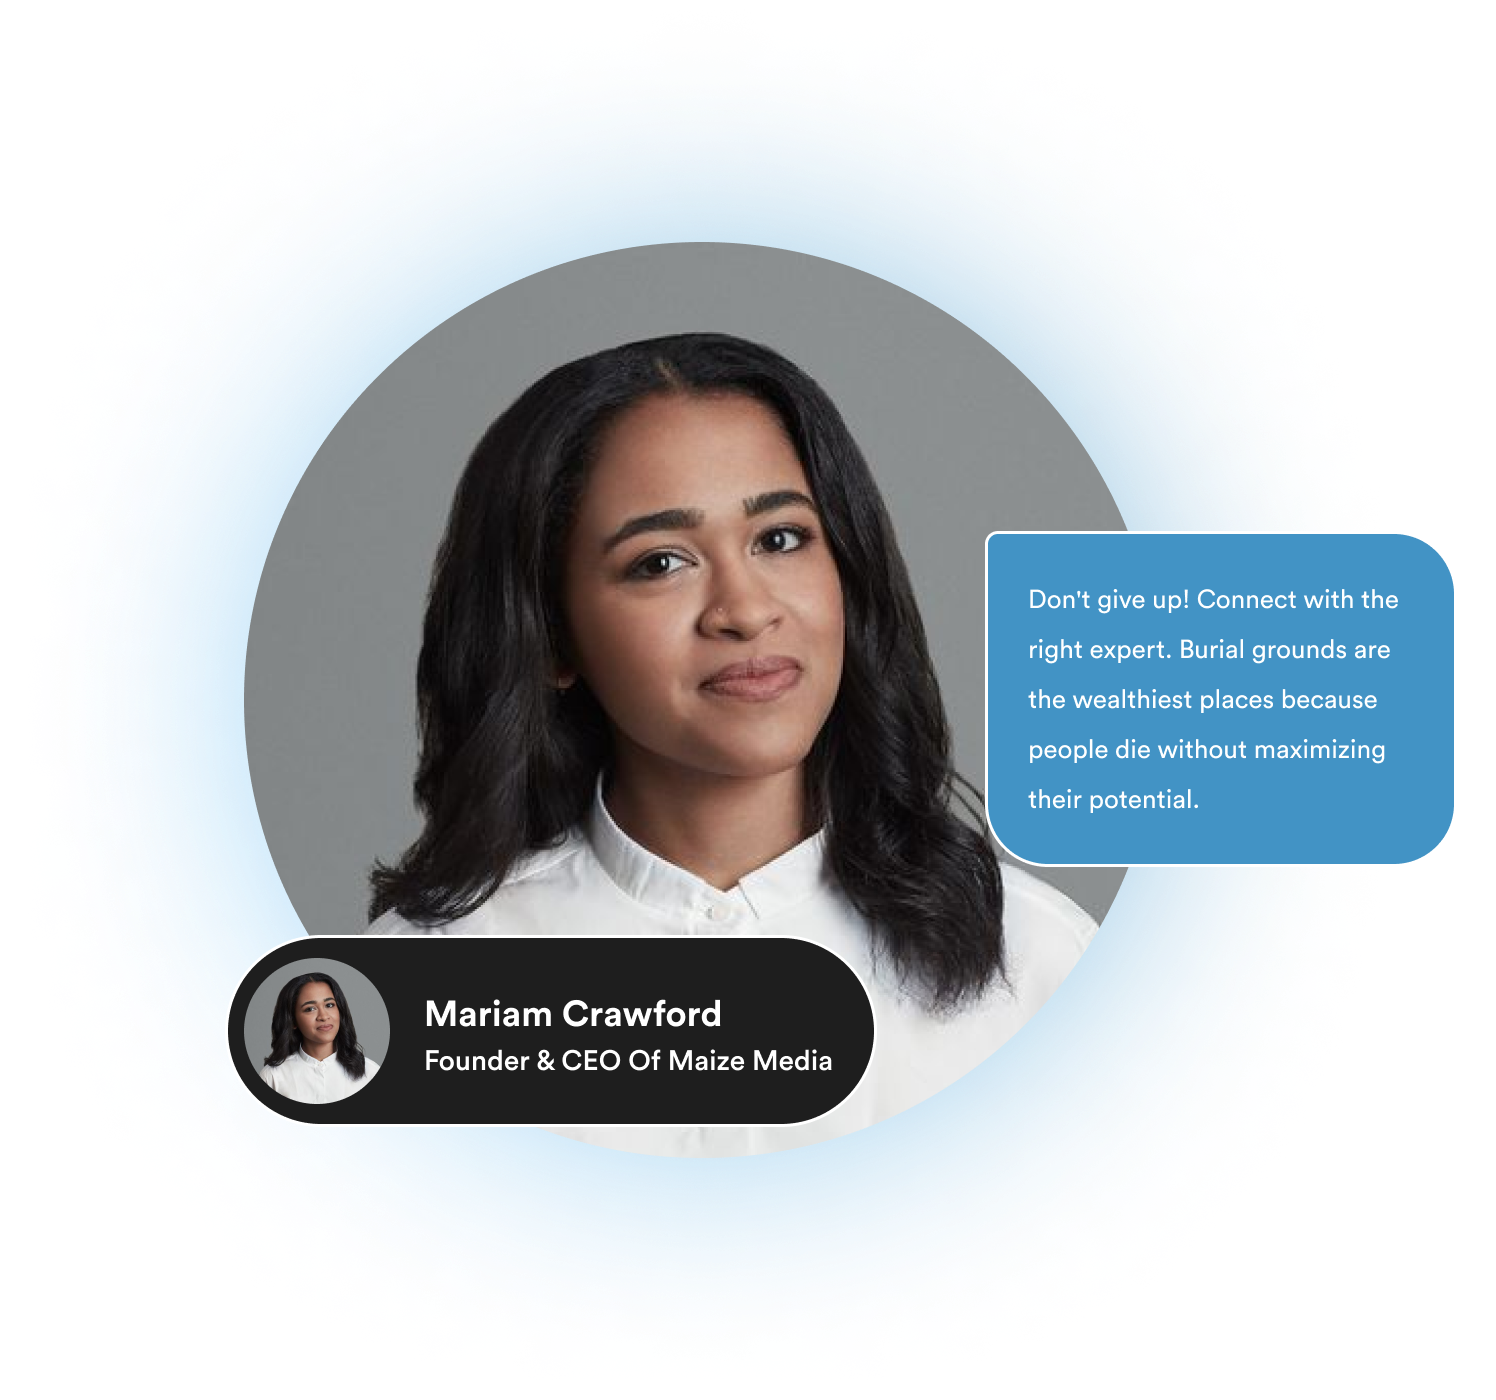 Don't give up! Connect with the
right expert. Burial grounds are
the wealthiest places because
people die without maximizing
their potential.
Mariam Crawford
Founder & CEO Of Maize Media